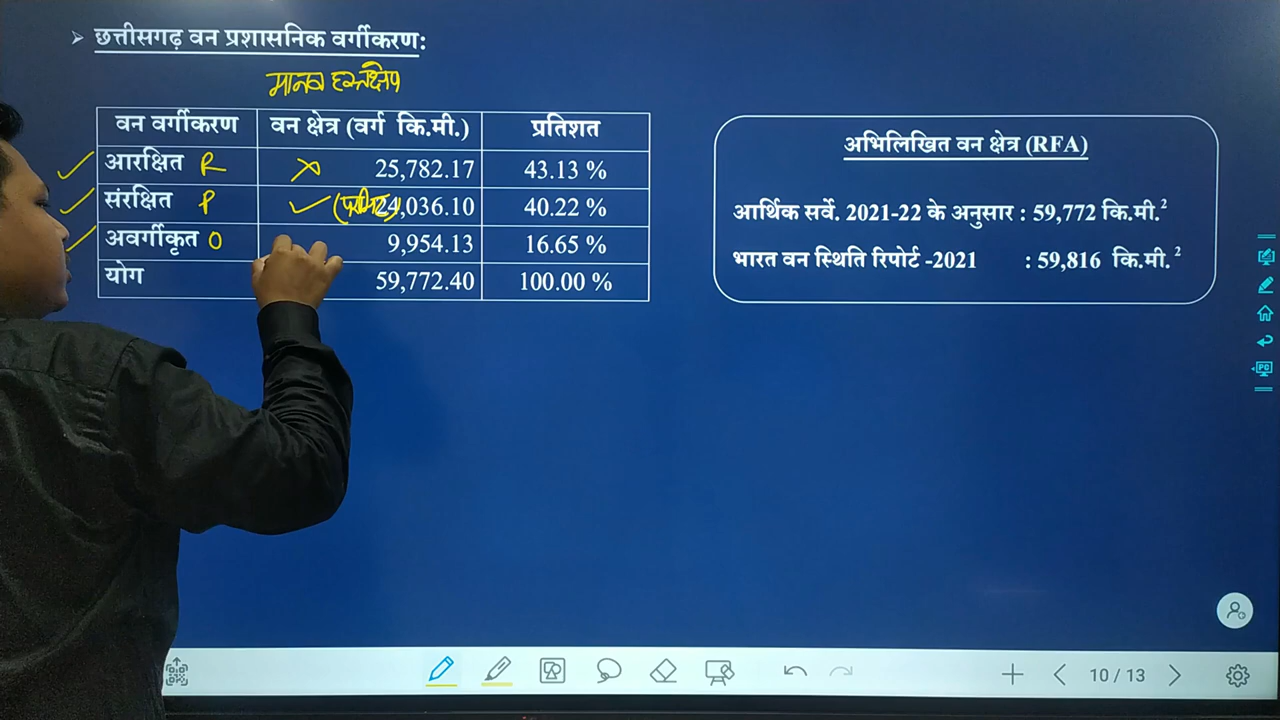 ➤ छत्तीसगढ़ वन प्रशासनिक वर्गीकरण:
मानव हस्तक्षेप
वन वर्गीकरण वन क्षेत्र (वर्ग कि.मी.) प्रतिशत
आरक्षित R 25,782.17 43.13 %
संरक्षित P 24,036.10 40.22 %
अवर्गीकृत O 9,954.13 16.65 %
योग 59,772.40 100.00 %
अभिलिखित वन क्षेत्र (RFA)
आर्थिक सर्वे. 2021-22 के अनुसार : 59,772 कि.मी.²
भारत वन स्थिति रिपोर्ट -2021 : 59,816 कि.मी.²
PC
10 / 13